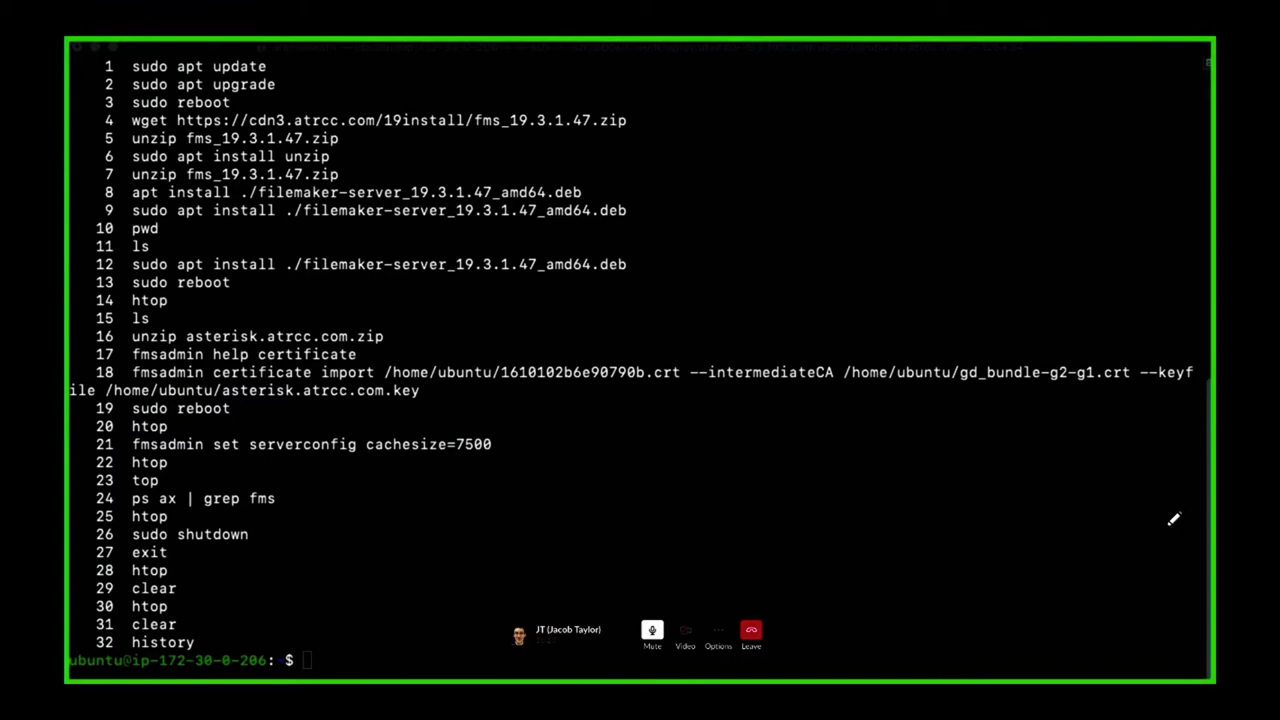 1 sudo apt update
2 sudo apt upgrade
3 sudo reboot
4 wget https://cdn3.atrcc.com/19install/fms_19.3.1.47.zip
5 unzip fms_19.3.1.47.zip
6 sudo apt install unzip
7 unzip fms_19.3.1.47.zip
8 apt install ./filemaker-server_19.3.1.47_amd64.deb
9 sudo apt install ./filemaker-server_19.3.1.47_amd64.deb
10 pwd
11 ls
12 sudo apt install ./filemaker-server_19.3.1.47_amd64.deb
13 sudo reboot
14 htop
15 ls
16 unzip asterisk.atrcc.com.zip
17 fmsadmin help certificate
18 fmsadmin certificate import /home/ubuntu/1610102b6e90790b.crt --intermediateCA /home/ubuntu/gd_bundle-g2-g1.crt --keyf
ile /home/ubuntu/asterisk.atrcc.com.key
19 sudo reboot
20 htop
21 fmsadmin set serverconfig cachesize=7500
22 htop
23 top
24 ps ax | grep fms
25 htop
26 sudo shutdown
27 exit
28 htop
29 clear
30 htop
31 clear
32 history
ubuntu@ip-172-30-0-206: $
JT (Jacob Taylor)
Mute Video Options Leave